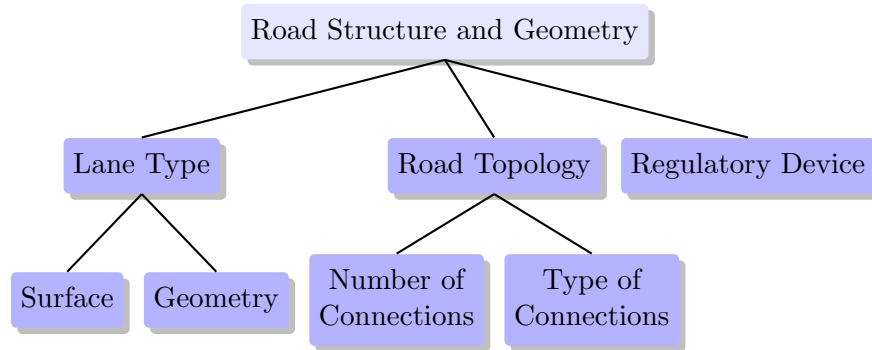 Road Structure and Geometry
Lane Type
Road Topology
Regulatory Device
Surface
Geometry
Number of
Connections
Type of
Connections